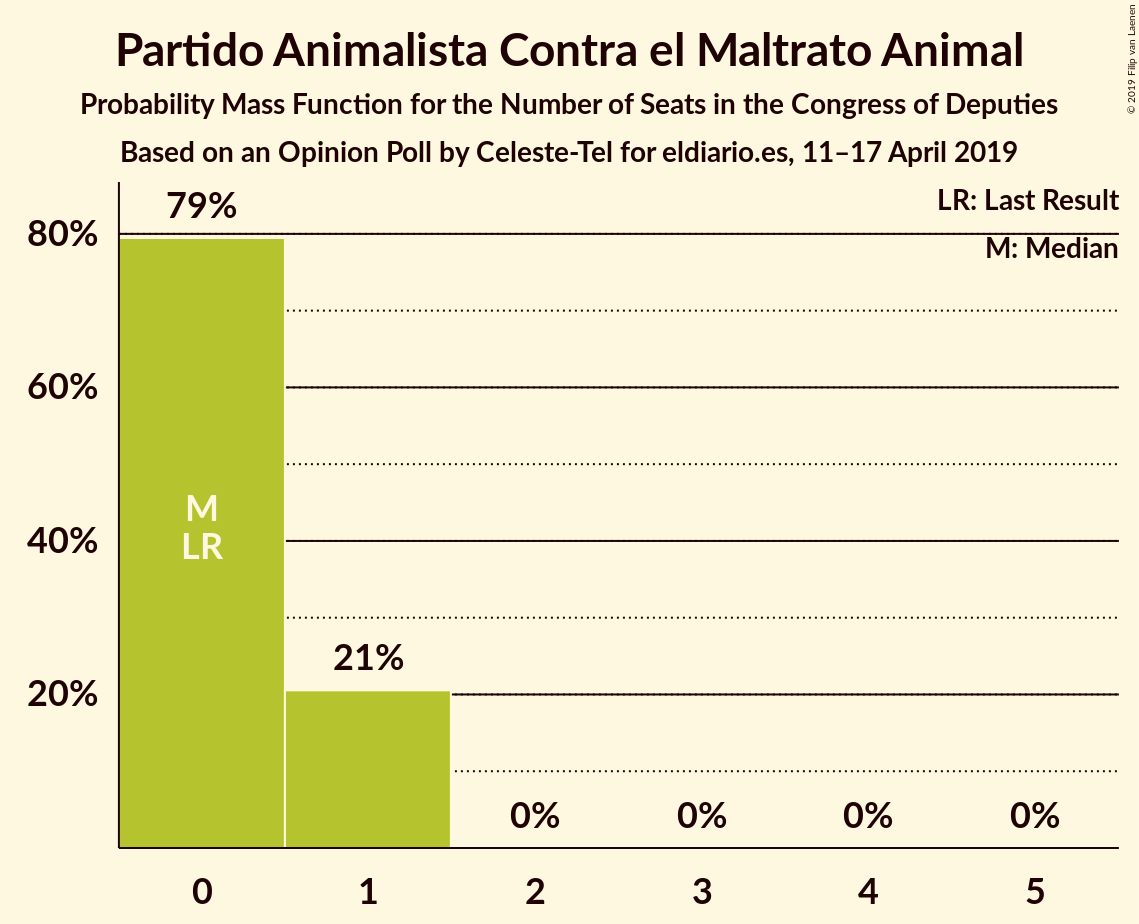 Partido Animalista Contra el Maltrato Animal
Probability Mass Function for the Number of Seats in the Congress of Deputies
Based on an Opinion Poll by Celeste-Tel for eldiario.es, 11–17 April 2019
© 2019 Filip van Laenen
LR: Last Result
M: Median
79%
80%
60%
M
40%
LR
21%
20%
0% 0% 0% 0%
0 1 2 3 4 5